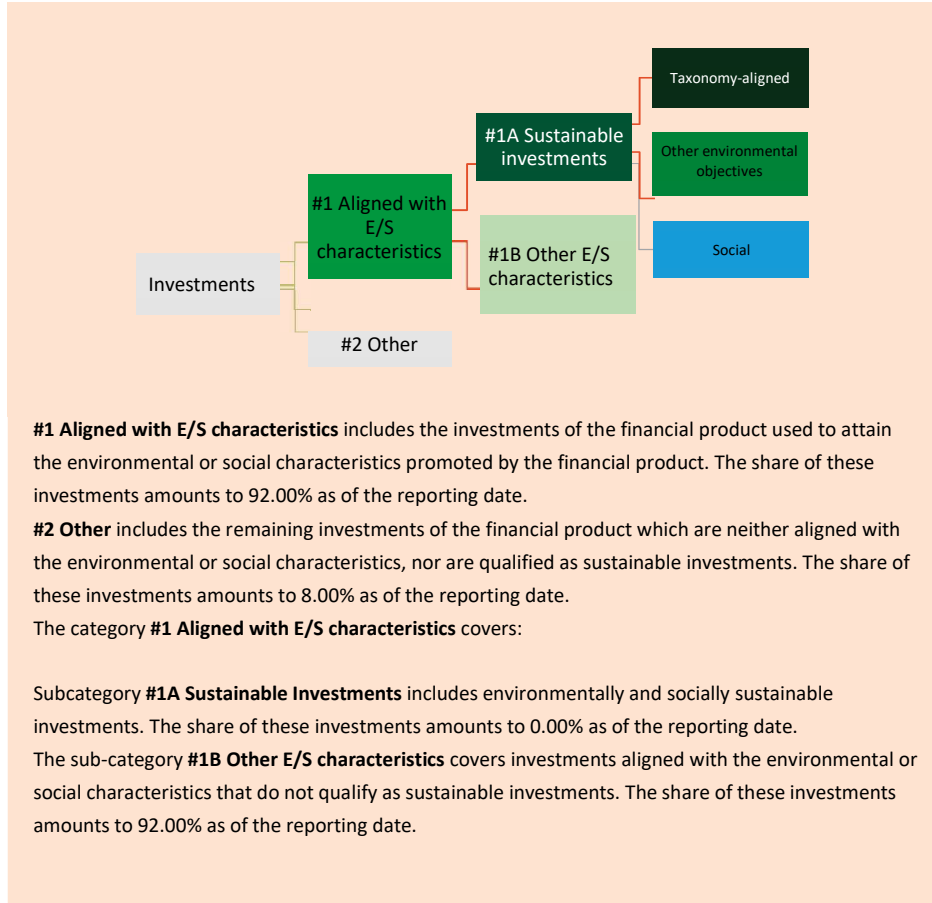 Taxonomy-aligned
#1A Sustainable
investments
Other environmental
objectives
#1 Aligned with
E/S
characteristics
#1B Other E/S
characteristics
Social
Investments
#2 Other
#1 Aligned with E/S characteristics includes the investments of the financial product used to attain
the environmental or social characteristics promoted by the financial product. The share of these
investments amounts to 92.00% as of the reporting date.
#2 Other includes the remaining investments of the financial product which are neither aligned with
the environmental or social characteristics, nor are qualified as sustainable investments. The share of
these investments amounts to 8.00% as of the reporting date.
The category #1 Aligned with E/S characteristics covers:
Subcategory #1A Sustainable Investments includes environmentally and socially sustainable
investments. The share of these investments amounts to 0.00% as of the reporting date.
The sub-category #1B Other E/S characteristics covers investments aligned with the environmental or
social characteristics that do not qualify as sustainable investments. The share of these investments
amounts to 92.00% as of the reporting date.